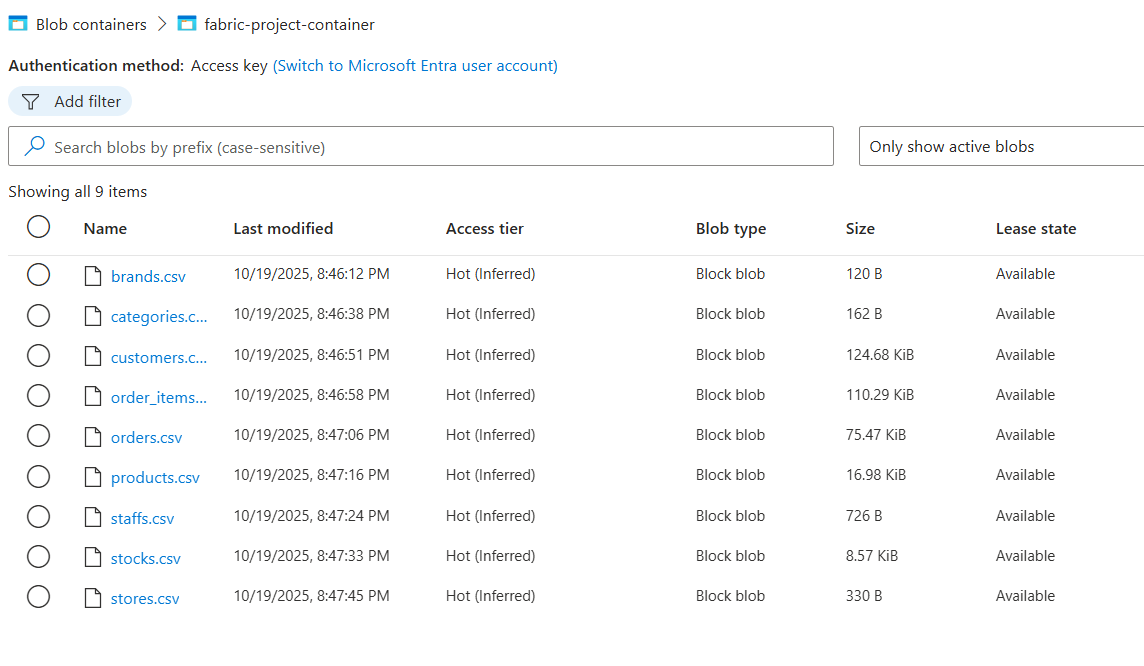 Blob containers > fabric-project-container
Authentication method: Access key (Switch to Microsoft Entra user account)
Add filter
Search blobs by prefix (case-sensitive) Only show active blobs
Showing all 9 items
Name Last modified Access tier Blob type Size Lease state
brands.csv 10/19/2025, 8:46:12 PM Hot (Inferred) Block blob 120 B Available
categories.c... 10/19/2025, 8:46:38 PM Hot (Inferred) Block blob 162 B Available
customers.c... 10/19/2025, 8:46:51 PM Hot (Inferred) Block blob 124.68 KiB Available
order_items... 10/19/2025, 8:46:58 PM Hot (Inferred) Block blob 110.29 KiB Available
orders.csv 10/19/2025, 8:47:06 PM Hot (Inferred) Block blob 75.47 KiB Available
products.csv 10/19/2025, 8:47:16 PM Hot (Inferred) Block blob 16.98 KiB Available
staffs.csv 10/19/2025, 8:47:24 PM Hot (Inferred) Block blob 726 B Available
stocks.csv 10/19/2025, 8:47:33 PM Hot (Inferred) Block blob 8.57 KiB Available
stores.csv 10/19/2025, 8:47:45 PM Hot (Inferred) Block blob 330 B Available